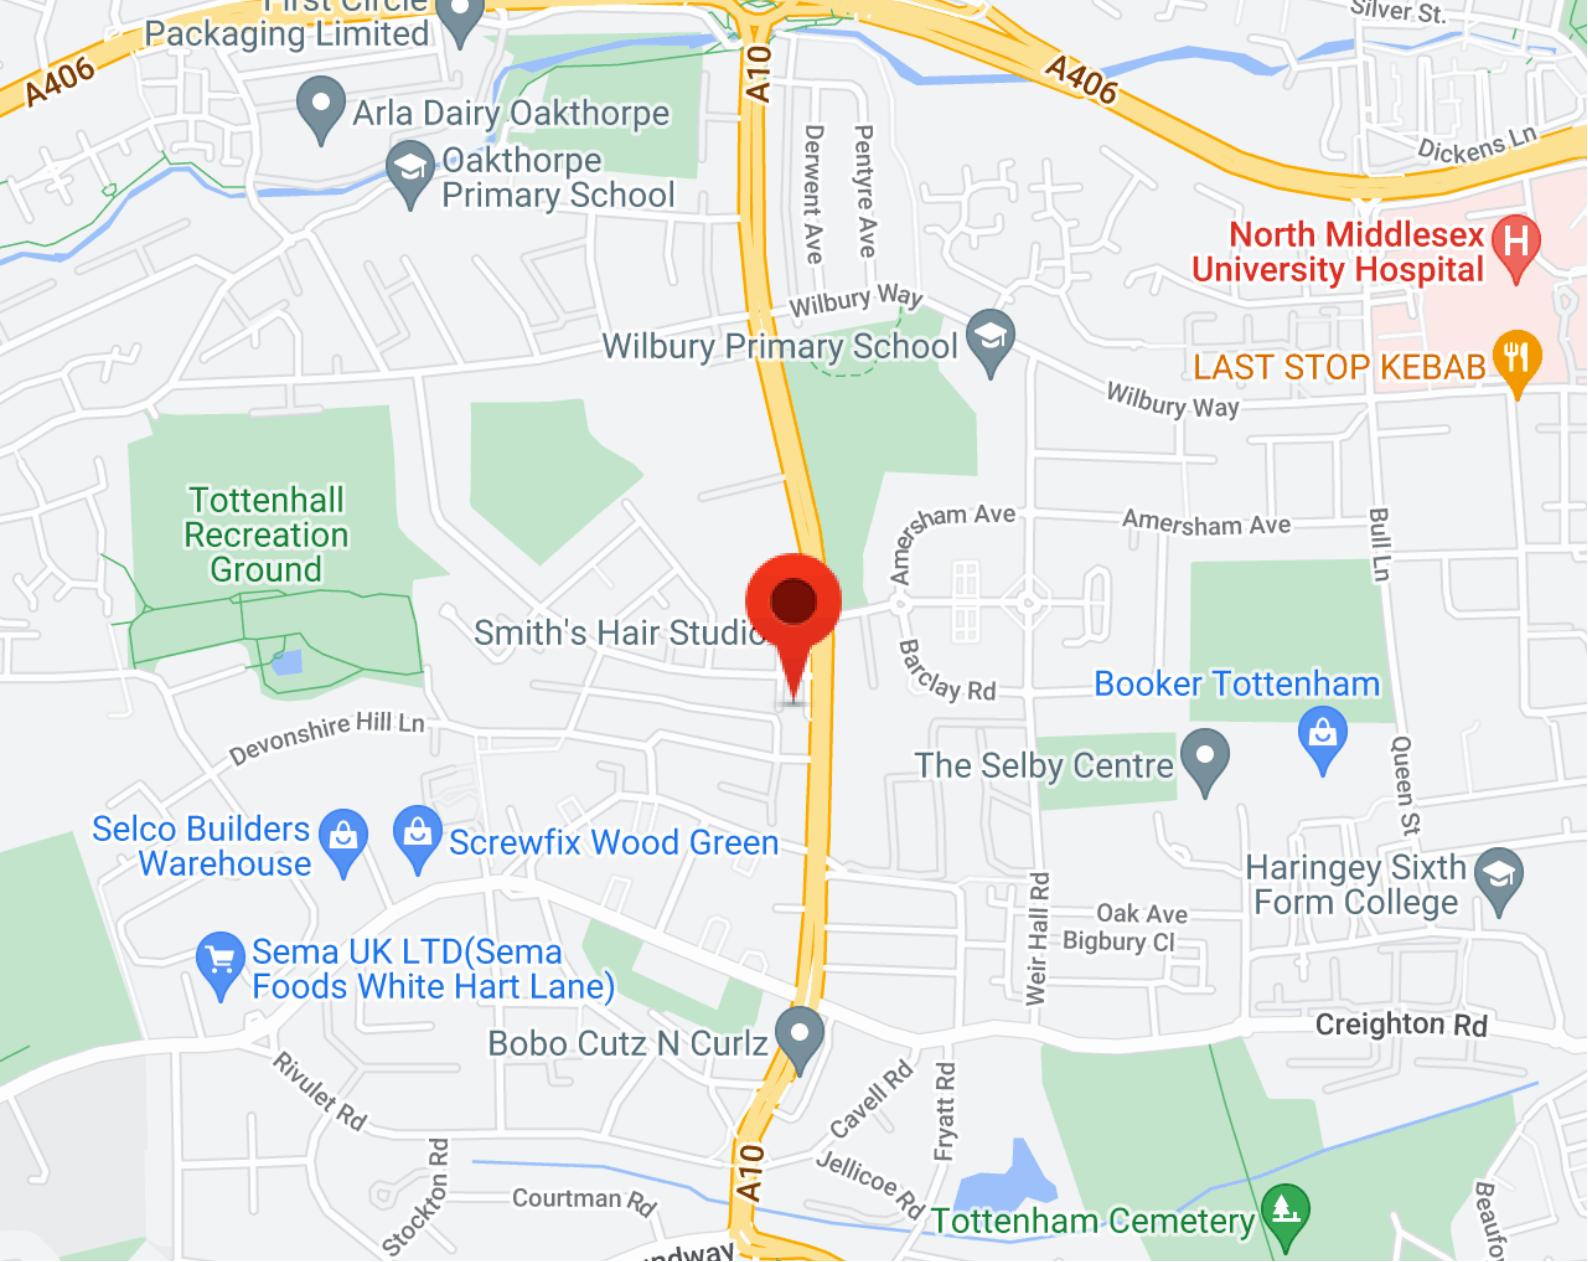 First Circle
Packaging Limited
Silver St.
A406
A10
A406
Arla Dairy Oakthorpe
Oakthorpe
Primary School
Derwent Ave
Pentyre Ave
Dickens Ln
North Middlesex
University Hospital
Wilbury Way
Wilbury Primary School
LAST STOP KEBAB
Wilbury Way
Tottenhall
Recreation
Ground
Amersham Ave
Amersham Ave
Bull Ln
Smith's Hair Studio
Barclay Rd
Booker Tottenham
Devonshire Hill Ln
The Selby Centre
Queen St
Selco Builders
Warehouse
Screwfix Wood Green
Haringey Sixth
Form College
Weir Hall Rd
Oak Ave
Bigbury Cl
Sema UK LTD(Sema
Foods White Hart Lane)
Bobo Cutz N Curlz
Creighton Rd
Rivulet Rd
Cavell Rd
Fryatt Rd
Stockton Rd
A10
Jellicoe Rd
Courtman Rd
Tottenham Cemetery
Beaufo
ndway